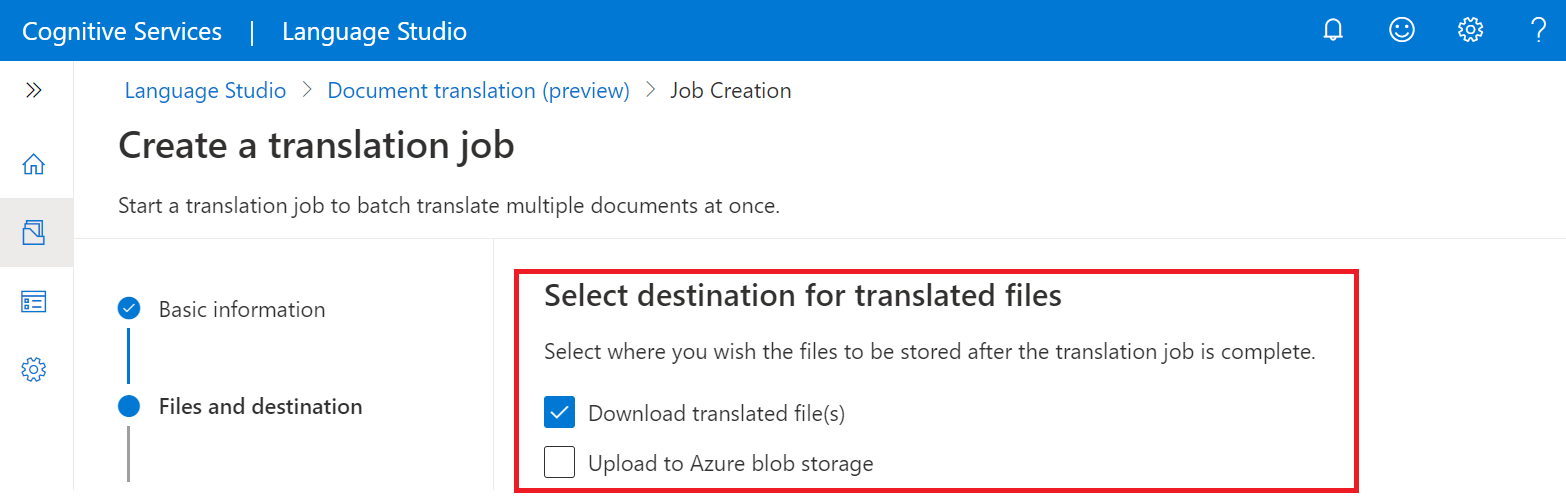 Cognitive Services | Language Studio
Language Studio > Document translation (preview) > Job Creation
Create a translation job
Start a translation job to batch translate multiple documents at once.
Basic information
Files and destination
Select destination for translated files
Select where you wish the files to be stored after the translation job is complete.
Download translated file(s)
Upload to Azure blob storage